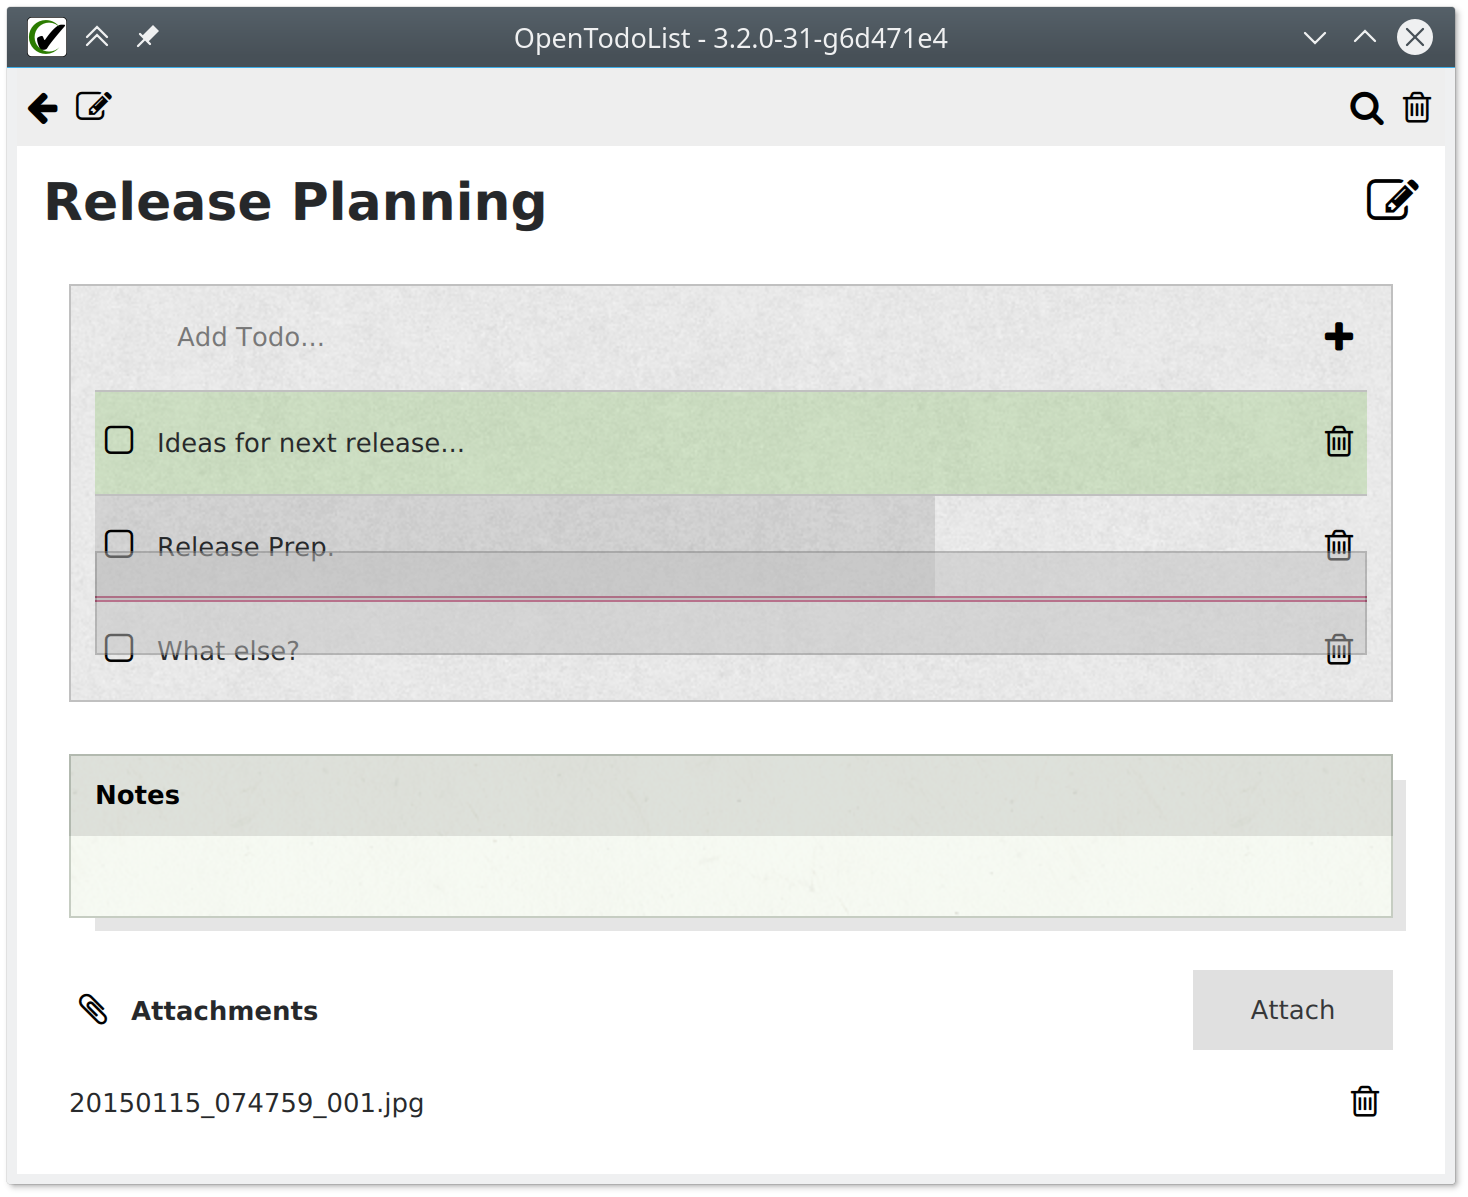 OpenTodoList - 3.2.0-31-g6d471e4
Release Planning
Add Todo...
Ideas for next release...
Release Prep.
What else?
Notes
Attachments
Attach
20150115_074759_001.jpg